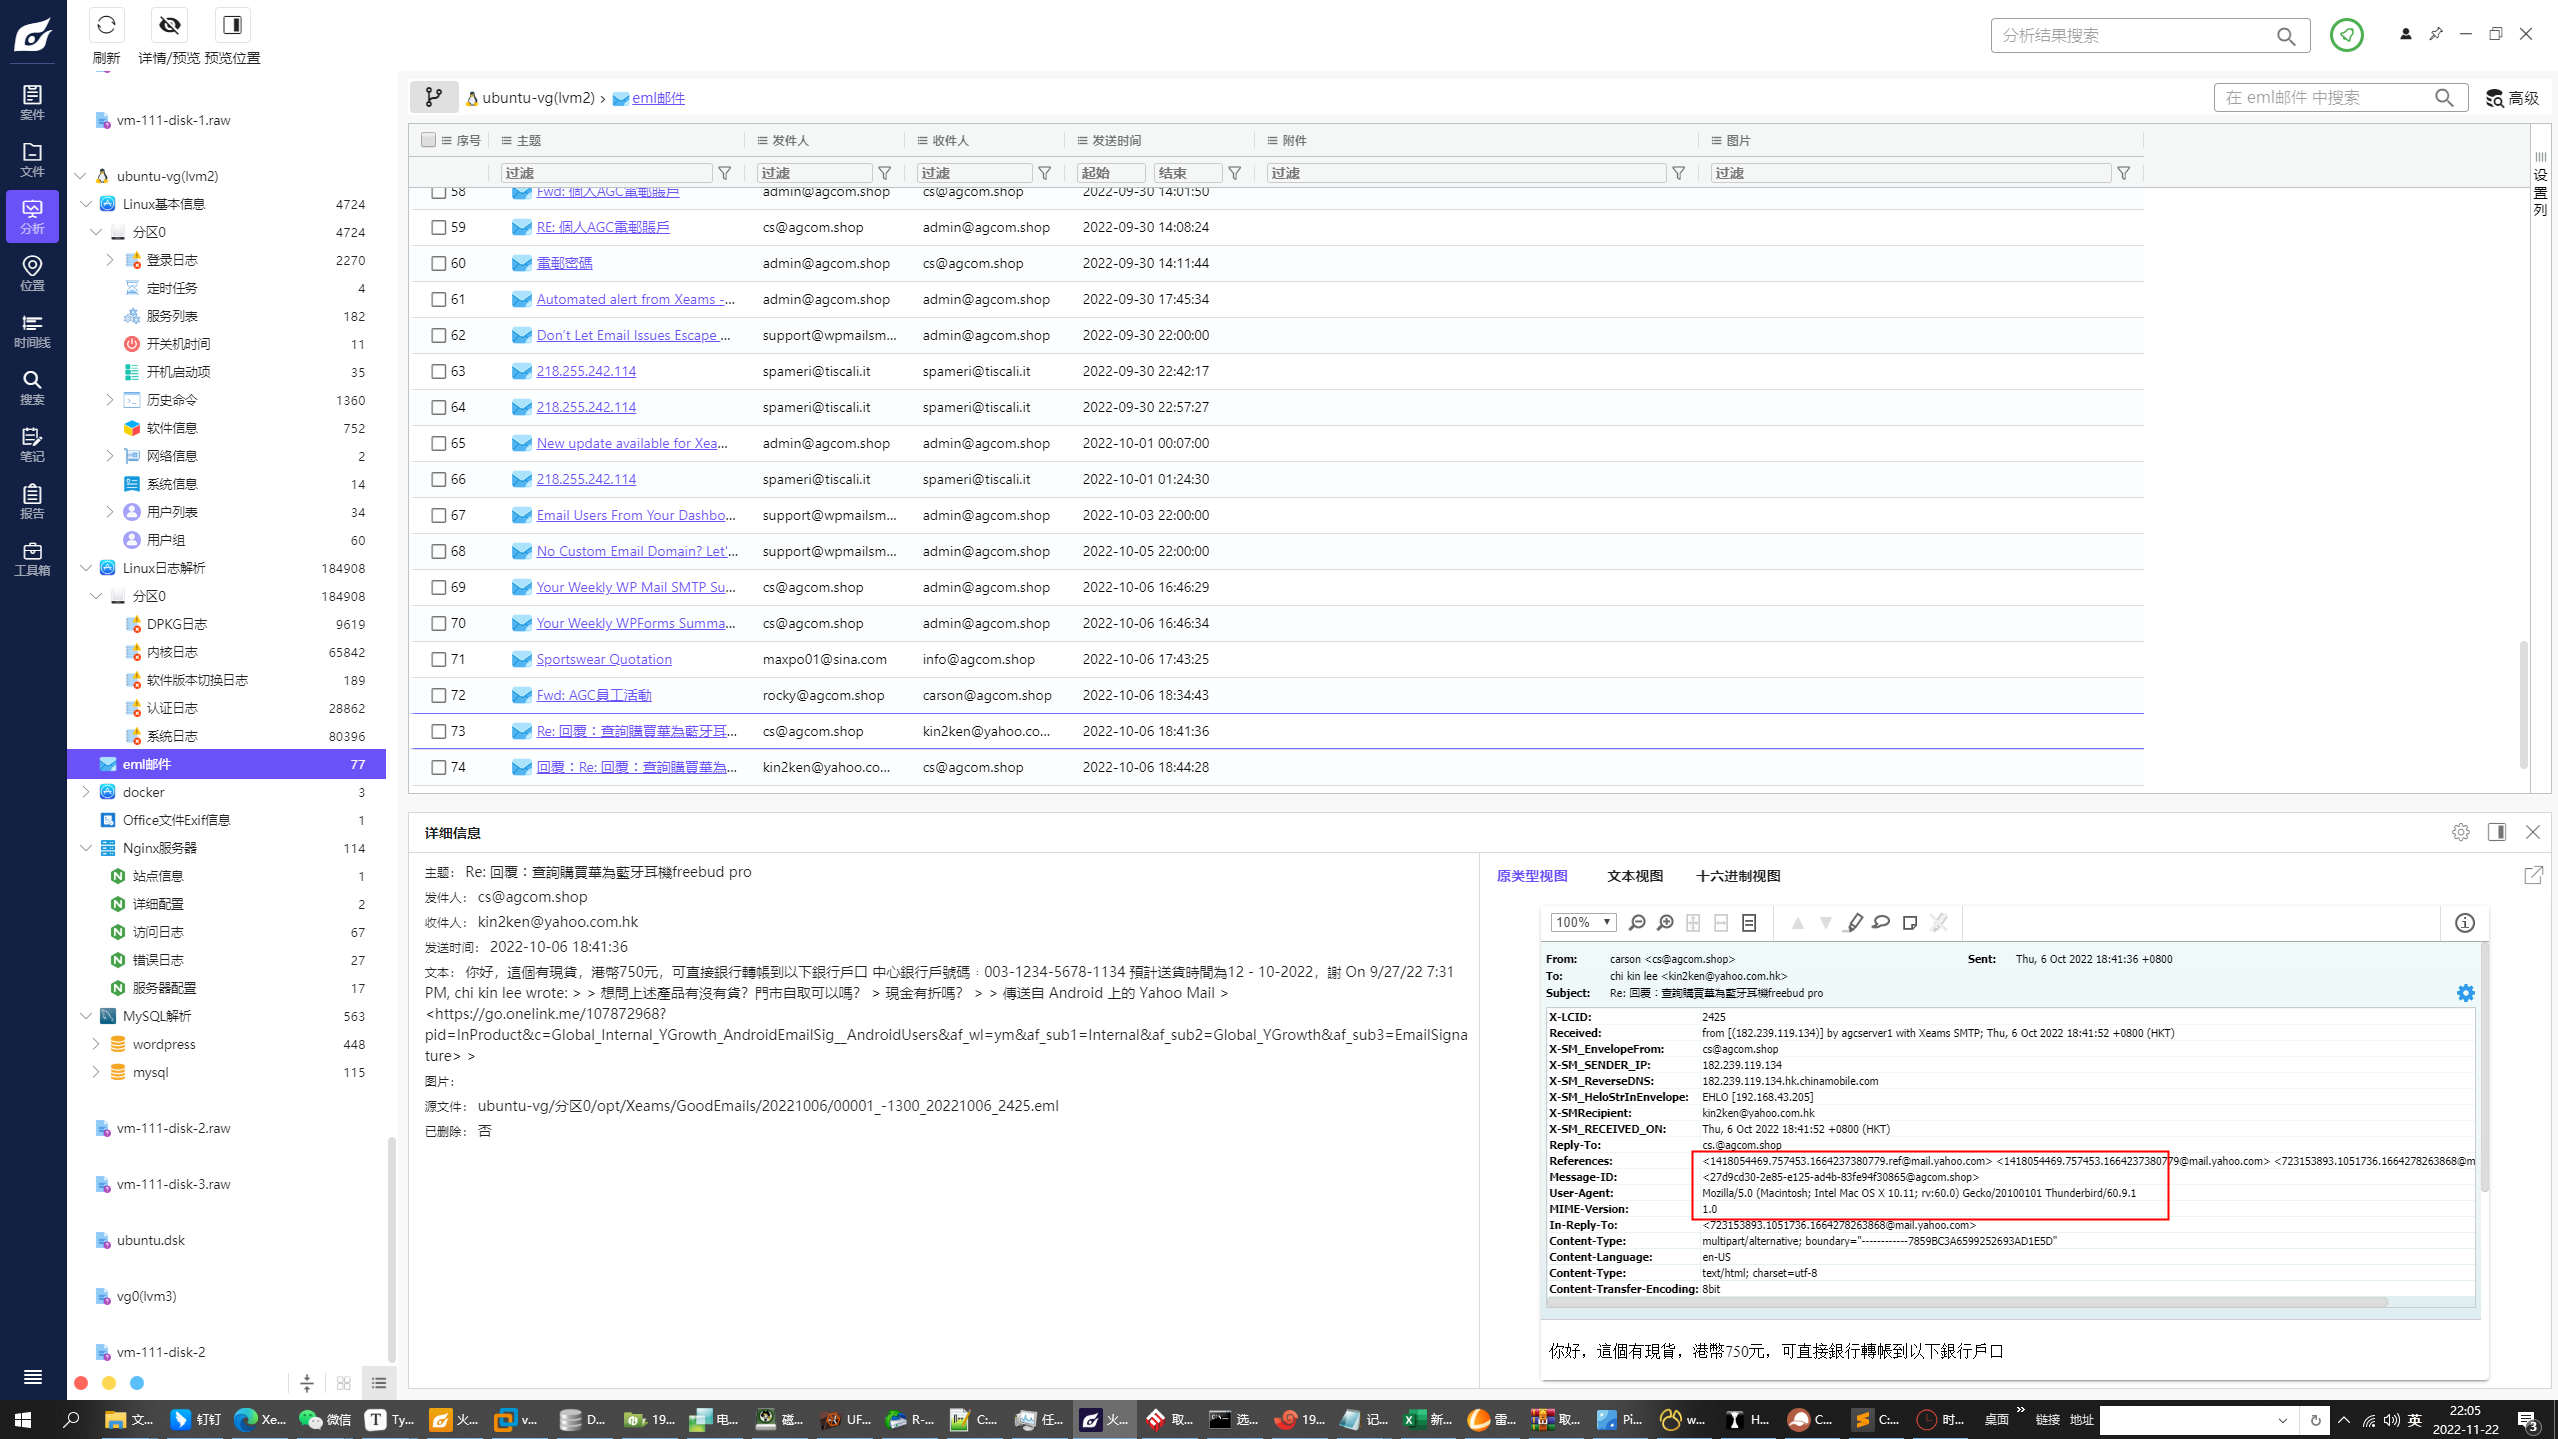 刷新
详情/预览
预览位置
分析结果搜索
案件
文件
分析
位置
时间线
搜索
笔记
报告
工具箱
vm-111-disk-1.raw
ubuntu-vg(lvm2)
Linux基本信息 4724
分区0 4724
登录日志 2270
定时任务 4
服务列表 182
开关机时间 11
开机启动项 35
历史命令 1360
软件信息 752
网络信息 2
系统信息 14
用户列表 34
用户组 60
Linux日志解析 184908
分区0 184908
DPKG日志 9619
内核日志 65842
软件版本切换日志 189
认证日志 28862
系统日志 80396
eml邮件 77
docker 3
Office文件Exif信息 1
Nginx服务器 114
站点信息 1
详细配置 2
访问日志 67
错误日志 27
服务器配置 17
MySQL解析 563
wordpress 448
mysql 115
vm-111-disk-2.raw
vm-111-disk-3.raw
ubuntu.dsk
vg0(lvm3)
vm-111-disk-2
ubuntu-vg(lvm2) › eml邮件
在 eml邮件 中搜索
高级
序号 主题 发件人 收件人 发送时间 附件 图片
过滤 过滤 过滤 起始 结束 过滤 过滤
设置列
58 Fwd: 個人AGC電郵賬戶 admin@agcom.shop cs@agcom.shop 2022-09-30 14:01:50
59 RE: 個人AGC電郵賬戶 cs@agcom.shop admin@agcom.shop 2022-09-30 14:08:24
60 電郵密碼 admin@agcom.shop cs@agcom.shop 2022-09-30 14:11:44
61 Automated alert from Xeams -... admin@agcom.shop admin@agcom.shop 2022-09-30 17:45:34
62 Don't Let Email Issues Escape ... support@wpmailsm... admin@agcom.shop 2022-09-30 22:00:00
63 218.255.242.114 spameri@tiscali.it spameri@tiscali.it 2022-09-30 22:42:17
64 218.255.242.114 spameri@tiscali.it spameri@tiscali.it 2022-09-30 22:57:27
65 New update available for Xea... admin@agcom.shop admin@agcom.shop 2022-10-01 00:07:00
66 218.255.242.114 spameri@tiscali.it spameri@tiscali.it 2022-10-01 01:24:30
67 Email Users From Your Dashbo... support@wpmailsm... admin@agcom.shop 2022-10-03 22:00:00
68 No Custom Email Domain? Let'... support@wpmailsm... admin@agcom.shop 2022-10-05 22:00:00
69 Your Weekly WP Mail SMTP Su... cs@agcom.shop admin@agcom.shop 2022-10-06 16:46:29
70 Your Weekly WPForms Summa... cs@agcom.shop admin@agcom.shop 2022-10-06 16:46:34
71 Sportswear Quotation maxpo01@sina.com info@agcom.shop 2022-10-06 17:43:25
72 Fwd: AGC員工活動 rocky@agcom.shop carson@agcom.shop 2022-10-06 18:34:43
73 Re: 回覆：查詢購買華為藍牙耳... cs@agcom.shop kin2ken@yahoo.co... 2022-10-06 18:41:36
74 回覆：Re: 回覆：查詢購買華為... kin2ken@yahoo.co... cs@agcom.shop 2022-10-06 18:44:28
详细信息
主题： Re: 回覆：查詢購買華為藍牙耳機freebud pro
发件人： cs@agcom.shop
收件人： kin2ken@yahoo.com.hk
发送时间： 2022-10-06 18:41:36
文本： 你好，這個有現貨，港幣750元，可直接銀行轉帳到以下銀行戶口 中心銀行戶號碼：003-1234-5678-1134 預計送貨時間為12 - 10-2022，謝 On 9/27/22 7:31
PM, chi kin lee wrote: > > 想問上述產品有沒有貨? 門市自取可以嗎? > 現金有折嗎? > > 傳送自 Android 上的 Yahoo Mail >
<https://go.onelink.me/107872968?
pid=InProduct&c=Global_Internal_YGrowth_AndroidEmailSig__AndroidUsers&af_wl=ym&af_sub1=Internal&af_sub2=Global_YGrowth&af_sub3=EmailSigna
ture> >
图片：
源文件： ubuntu-vg/分区0/opt/Xeams/GoodEmails/20221006/00001_-1300_20221006_2425.eml
已删除： 否
原类型视图 文本视图 十六进制视图
100%
From: carson <cs@agcom.shop> Sent: Thu, 6 Oct 2022 18:41:36 +0800
To: chi kin lee <kin2ken@yahoo.com.hk>
Subject: Re: 回覆：查詢購買華為藍牙耳機freebud pro
X-LCID: 2425
Received: from [(182.239.119.134)] by agcserver1 with Xeams SMTP; Thu, 6 Oct 2022 18:41:52 +0800 (HKT)
X-SM_EnvelopeFrom: cs@agcom.shop
X-SM_SENDER_IP: 182.239.119.134
X-SM_ReverseDNS: 182.239.119.134.hk.chinamobile.com
X-SM_HeloStrInEnvelope: EHLO [192.168.43.205]
X-SMRecipient: kin2ken@yahoo.com.hk
X-SM_RECEIVED_ON: Thu, 6 Oct 2022 18:41:52 +0800 (HKT)
Reply-To: cs.@agcom.shop
References: <1418054469.757453.1664237380779.ref@mail.yahoo.com> <1418054469.757453.1664237380779@mail.yahoo.com> <723153893.1051736.1664278263868@m
Message-ID: <27d9cd30-2e85-e125-ad4b-83fe94f30865@agcom.shop>
User-Agent: Mozilla/5.0 (Macintosh; Intel Mac OS X 10.11; rv:60.0) Gecko/20100101 Thunderbird/60.9.1
MIME-Version: 1.0
In-Reply-To: <723153893.1051736.1664278263868@mail.yahoo.com>
Content-Type: multipart/alternative; boundary="------------7859BC3A6599252693AD1E5D"
Content-Language: en-US
Content-Type: text/html; charset=utf-8
Content-Transfer-Encoding: 8bit
你好，這個有現貨，港幣750元，可直接銀行轉帳到以下銀行戶口
文... 钉钉 Xe... 微信 Ty... 火... v... D... 19... 电... 磁... UF... R-... C:... 任... 火... 取... 选... 19... 记... 新... 雷... 取... Pi... w... H... C... C:... 时... 桌面 » 链接 地址 英 22:05
2022-11-22 3